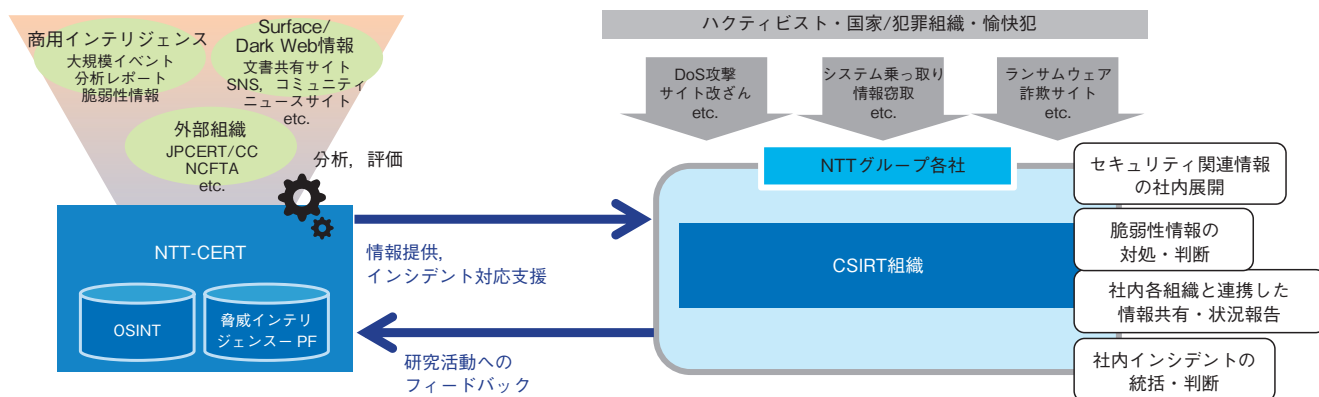 商用インテリジェンス
大規模イベント
分析レポート
脆弱性情報
Surface/
Dark Web情報
文書共有サイト
SNS，コミュニティ
ニュースサイト
etc.
外部組織
JPCERT/CC
NCFTA
etc.
分析，評価
NTT-CERT
OSINT
脅威インテリ
ジェンス－PF
情報提供，
インシデント対応支援
研究活動への
フィードバック
ハクティビスト・国家/犯罪組織・愉快犯
DoS攻撃
サイト改ざん
etc.
システム乗っ取り
情報窃取
etc.
ランサムウェア
詐欺サイト
etc.
NTTグループ各社
CSIRT組織
セキュリティ関連情報
の社内展開
脆弱性情報の
対処・判断
社内各組織と連携した
情報共有・状況報告
社内インシデントの
統括・判断